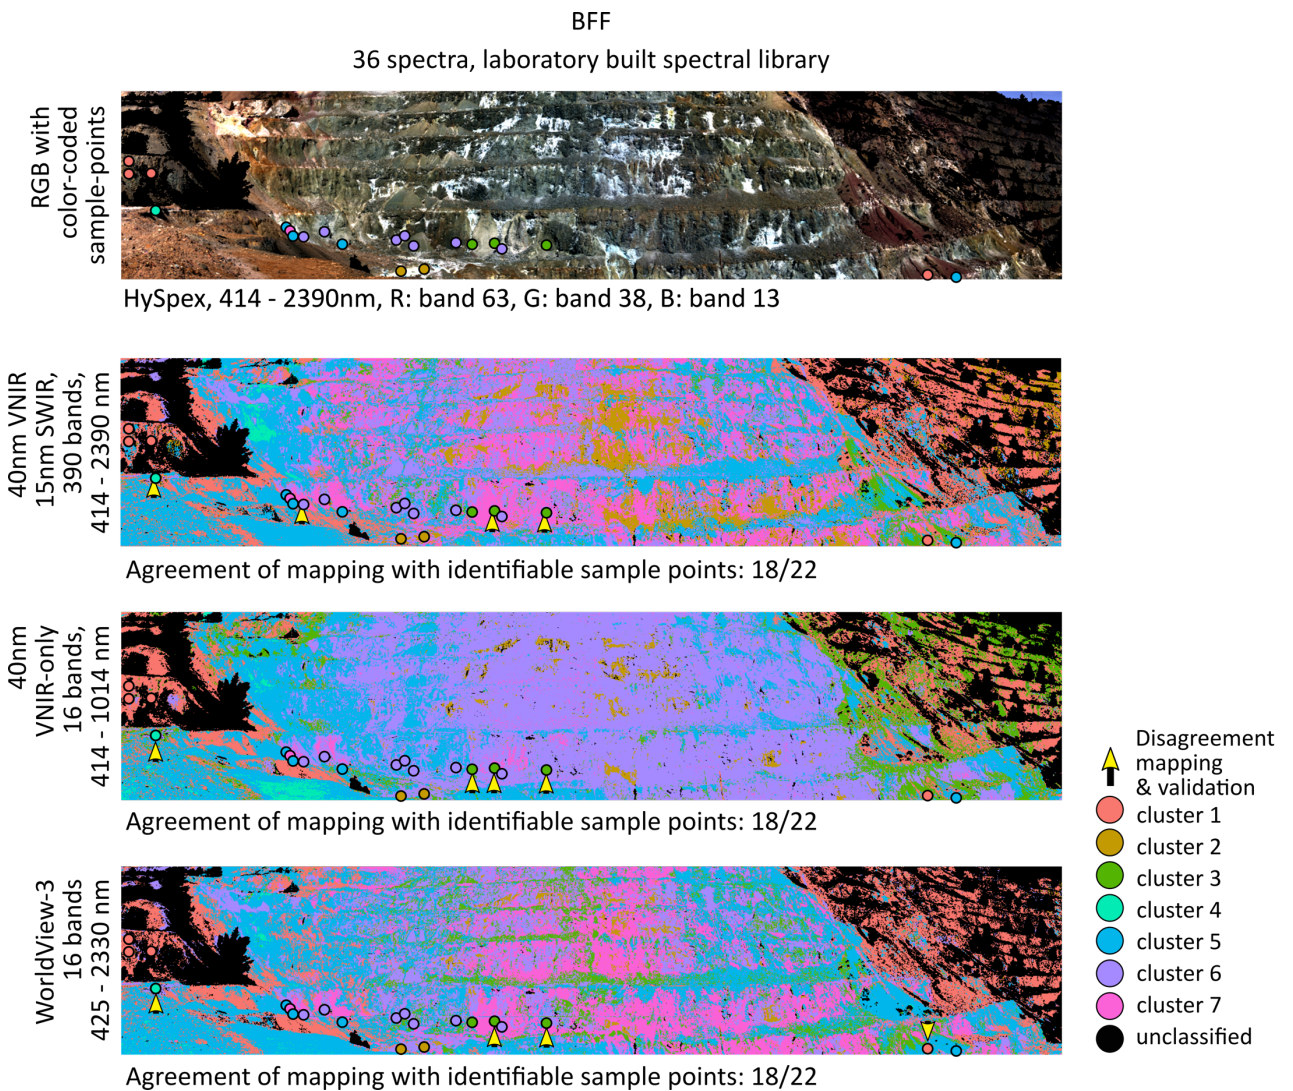 BFF
36 spectra, laboratory built spectral library
RGB with
color-coded
sample-points
HySpex, 414 - 2390nm, R: band 63, G: band 38, B: band 13
40nm VNIR
15nm SWIR,
390 bands,
414 - 2390 nm
Agreement of mapping with identifiable sample points: 18/22
40nm
VNIR-only
16 bands,
414 - 1014 nm
Agreement of mapping with identifiable sample points: 18/22
WorldView-3
16 bands
425 - 2330 nm
Agreement of mapping with identifiable sample points: 18/22
Disagreement
mapping
& validation
cluster 1
cluster 2
cluster 3
cluster 4
cluster 5
cluster 6
cluster 7
unclassified